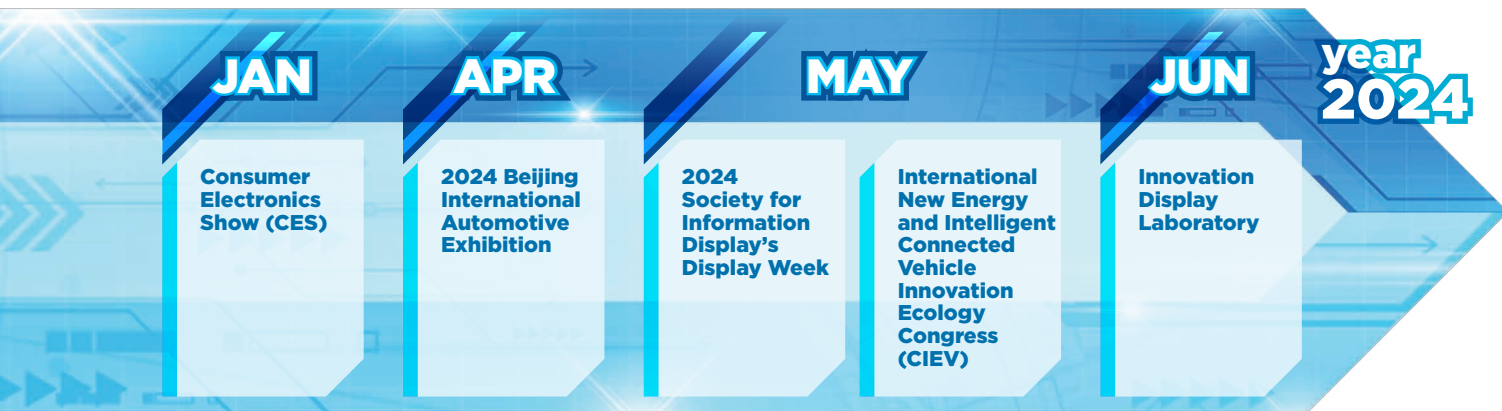 JAN
APR
MAY
JUN
year
2024
Consumer
Electronics
Show (CES)
2024 Beijing
International
Automotive
Exhibition
2024
Society for
Information
Display’s
Display Week
International
New Energy
and Intelligent
Connected
Vehicle
Innovation
Ecology
Congress
(CIEV)
Innovation
Display
Laboratory